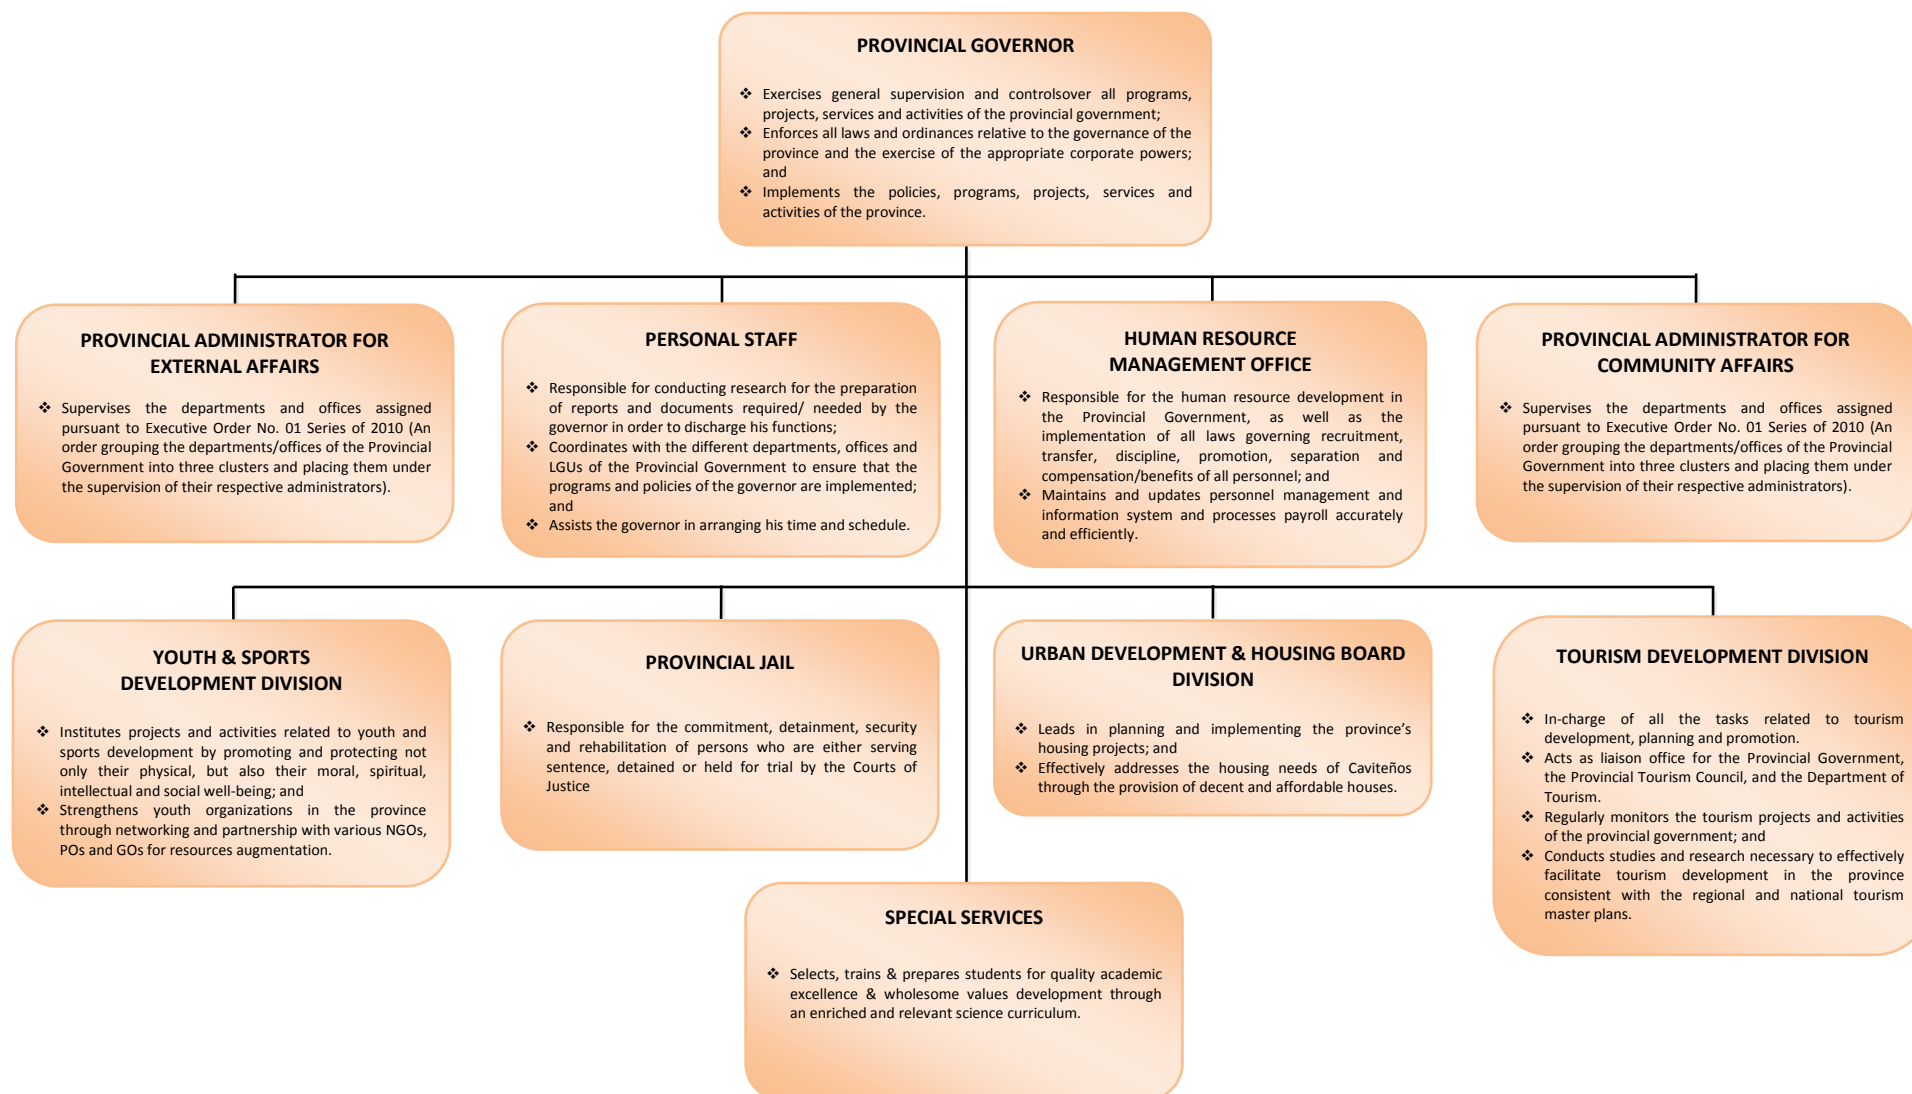 PROVINCIAL GOVERNOR
❖ Exercises general supervision and controlsover all programs,
projects, services and activities of the provincial government;
❖ Enforces all laws and ordinances relative to the governance of the
province and the exercise of the appropriate corporate powers;
and
❖ Implements the policies, programs, projects, services and
activities of the province.
PROVINCIAL ADMINISTRATOR FOR
EXTERNAL AFFAIRS
❖ Supervises the departments and offices assigned
pursuant to Executive Order No. 01 Series of 2010 (An
order grouping the departments/offices of the Provincial
Government into three clusters and placing them under
the supervision of their respective administrators).
PERSONAL STAFF
❖ Responsible for conducting research for the preparation
of reports and documents required/ needed by the
governor in order to discharge his functions;
❖ Coordinates with the different departments, offices and
LGUs of the Provincial Government to ensure that the
programs and policies of the governor are implemented;
and
❖ Assists the governor in arranging his time and schedule.
HUMAN RESOURCE
MANAGEMENT OFFICE
❖ Responsible for the human resource development in
the Provincial Government, as well as the
implementation of all laws governing recruitment,
transfer, discipline, promotion, separation and
compensation/benefits of all personnel; and
❖ Maintains and updates personnel management and
information system and processes payroll accurately
and efficiently.
PROVINCIAL ADMINISTRATOR FOR
COMMUNITY AFFAIRS
❖ Supervises the departments and offices assigned
pursuant to Executive Order No. 01 Series of 2010 (An
order grouping the departments/offices of the Provincial
Government into three clusters and placing them under
the supervision of their respective administrators).
YOUTH & SPORTS
DEVELOPMENT DIVISION
❖ Institutes projects and activities related to youth and
sports development by promoting and protecting not
only their physical, but also their moral, spiritual,
intellectual and social well-being; and
❖ Strengthens youth organizations in the province
through networking and partnership with various NGOs,
POs and GOs for resources augmentation.
PROVINCIAL JAIL
❖ Responsible for the commitment, detainment, security
and rehabilitation of persons who are either serving
sentence, detained or held for trial by the Courts of
Justice
URBAN DEVELOPMENT & HOUSING BOARD
DIVISION
❖ Leads in planning and implementing the province’s
housing projects; and
❖ Effectively addresses the housing needs of Caviteños
through the provision of decent and affordable houses.
TOURISM DEVELOPMENT DIVISION
❖ In-charge of all the tasks related to tourism
development, planning and promotion.
❖ Acts as liaison office for the Provincial Government,
the Provincial Tourism Council, and the Department of
Tourism.
❖ Regularly monitors the tourism projects and activities
of the provincial government; and
❖ Conducts studies and research necessary to effectively
facilitate tourism development in the province
consistent with the regional and national tourism
master plans.
SPECIAL SERVICES
❖ Selects, trains & prepares students for quality academic
excellence & wholesome values development through
an enriched and relevant science curriculum.